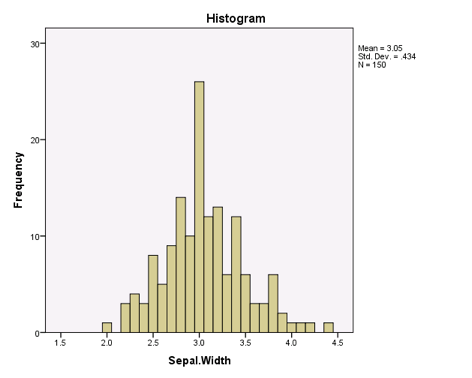 Histogram
Mean = 3.05
Std. Dev. = .434
N = 150
Frequency
30
20
10
0
1.5 2.0 2.5 3.0 3.5 4.0 4.5
Sepal.Width